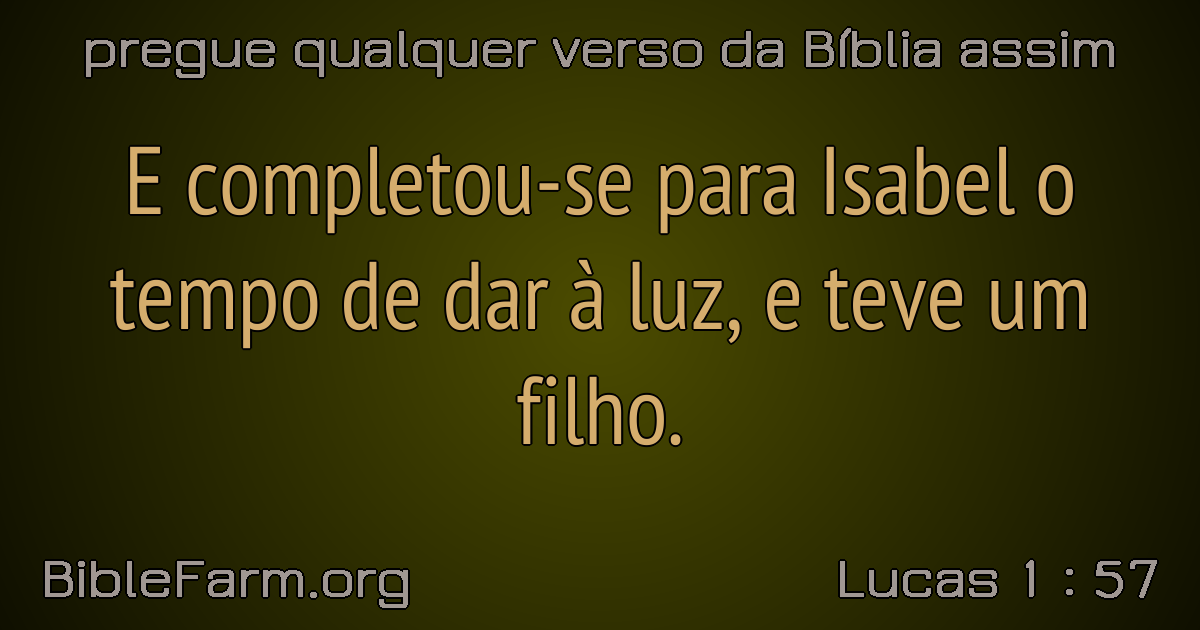 pregue qualquer verso da Bíblia assim
E completou-se para Isabel o
tempo de dar à luz, e teve um
filho.
BibleFarm.org
Lucas 1 : 57